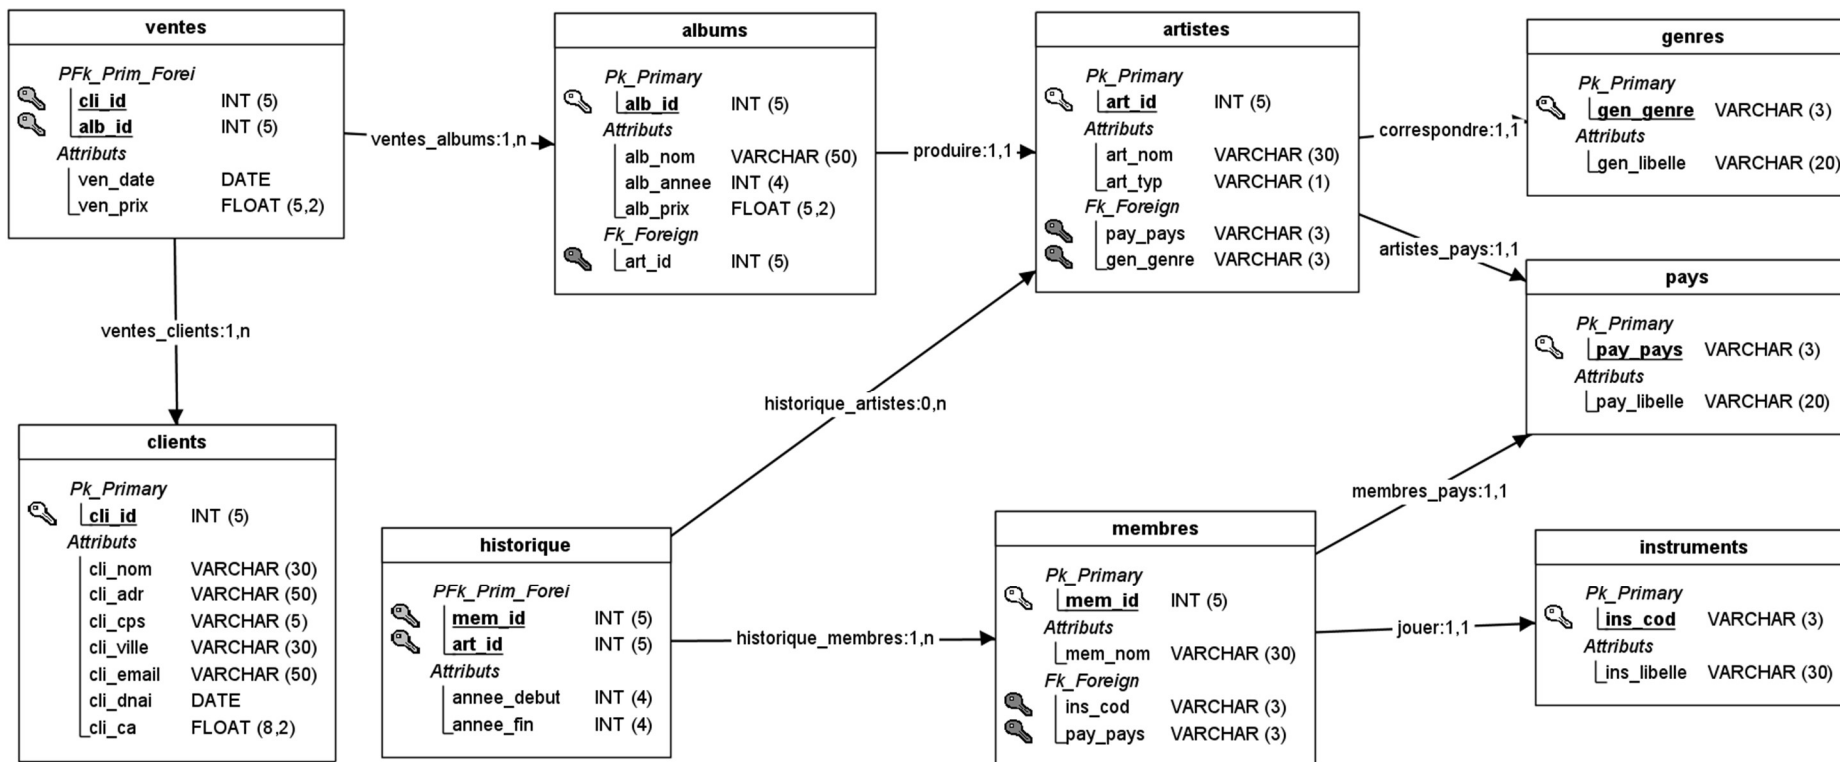 ventes
PFk_Prim_Forei
cli_id INT (5)
alb_id INT (5)
Attributs
ven_date DATE
ven_prix FLOAT (5,2)
ventes_albums:1,n
albums
Pk_Primary
alb_id INT (5)
Attributs
alb_nom VARCHAR (50)
alb_annee INT (4)
alb_prix FLOAT (5,2)
Fk_Foreign
art_id INT (5)
produire:1,1
artistes
Pk_Primary
art_id INT (5)
Attributs
art_nom VARCHAR (30)
art_typ VARCHAR (1)
Fk_Foreign
pay_pays VARCHAR (3)
gen_genre VARCHAR (3)
correspondre:1,1
genres
Pk_Primary
gen_genre VARCHAR (3)
Attributs
gen_libelle VARCHAR (20)
artistes_pays:1,1
pays
Pk_Primary
pay_pays VARCHAR (3)
Attributs
pay_libelle VARCHAR (20)
ventes_clients:1,n
clients
Pk_Primary
cli_id INT (5)
Attributs
cli_nom VARCHAR (30)
cli_adr VARCHAR (50)
cli_cps VARCHAR (5)
cli_ville VARCHAR (30)
cli_email VARCHAR (50)
cli_dnai DATE
cli_ca FLOAT (8,2)
historique_artistes:0,n
historique
PFk_Prim_Forei
mem_id INT (5)
art_id INT (5)
Attributs
annee_debut INT (4)
annee_fin INT (4)
historique_membres:1,n
membres
Pk_Primary
mem_id INT (5)
Attributs
mem_nom VARCHAR (30)
Fk_Foreign
ins_cod VARCHAR (3)
pay_pays VARCHAR (3)
membres_pays:1,1
jouer:1,1
instruments
Pk_Primary
ins_cod VARCHAR (3)
Attributs
ins_libelle VARCHAR (30)